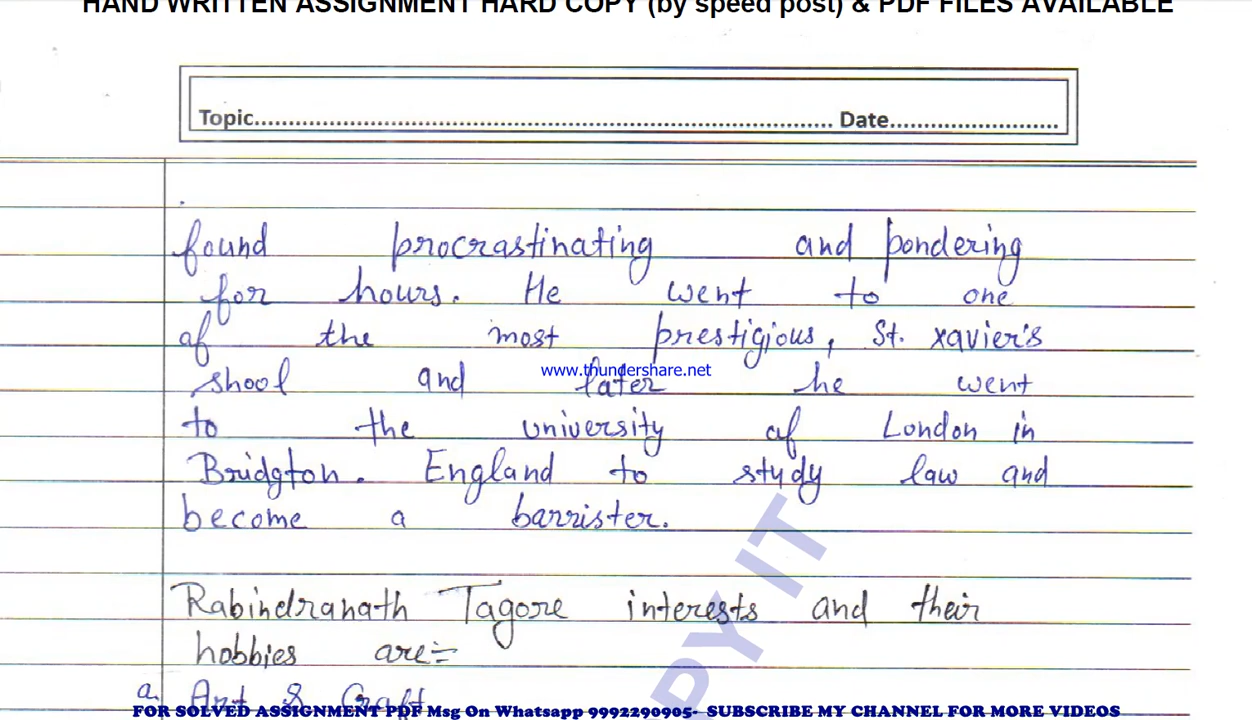 HAND WRITTEN ASSIGNMENT HARD COPY (by speed post) & PDF FILES AVAILABLE
Topic.................................................................................... Date.........................
found procrastinating and pondering
for hours. He went to one
of the most prestigious, St. xavier's
www.thundershare.net
shool and later he went
to the university of London in
Bridgton. England to study law and
become a barrister.
Rabindranath Tagore interests and their
hobbies are:-
a. Art & Craft
PY IT
FOR SOLVED ASSIGNMENT PDF Msg On Whatsapp 9992290905- SUBSCRIBE MY CHANNEL FOR MORE VIDEOS